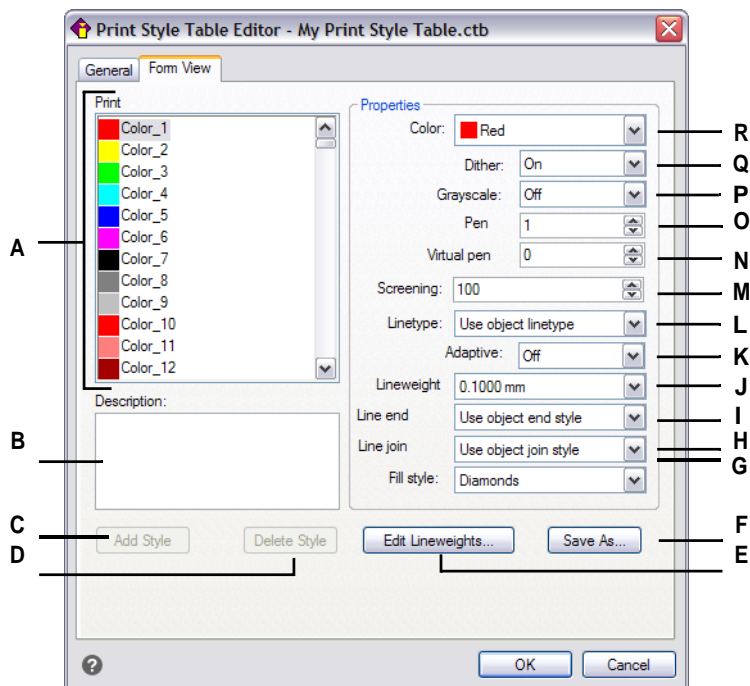 Print Style Table Editor - My Print Style Table.ctb
General Form View
Print
Color_1
Color_2
Color_3
Color_4
Color_5
Color_6
Color_7
Color_8
Color_9
Color_10
Color_11
Color_12
Description:
Add Style Delete Style
Properties
Color: Red
Dither: On
Grayscale: Off
Pen 1
Virtual pen 0
Screening: 100
Linetype: Use object linetype
Adaptive: Off
Lineweight 0.1000 mm
Line end Use object end style
Line join Use object join style
Fill style: Diamonds
Edit Lineweights... Save As...
? OK Cancel
A
B
C
D
R
Q
P
O
N
M
L
K
J
I
H
G
F
E